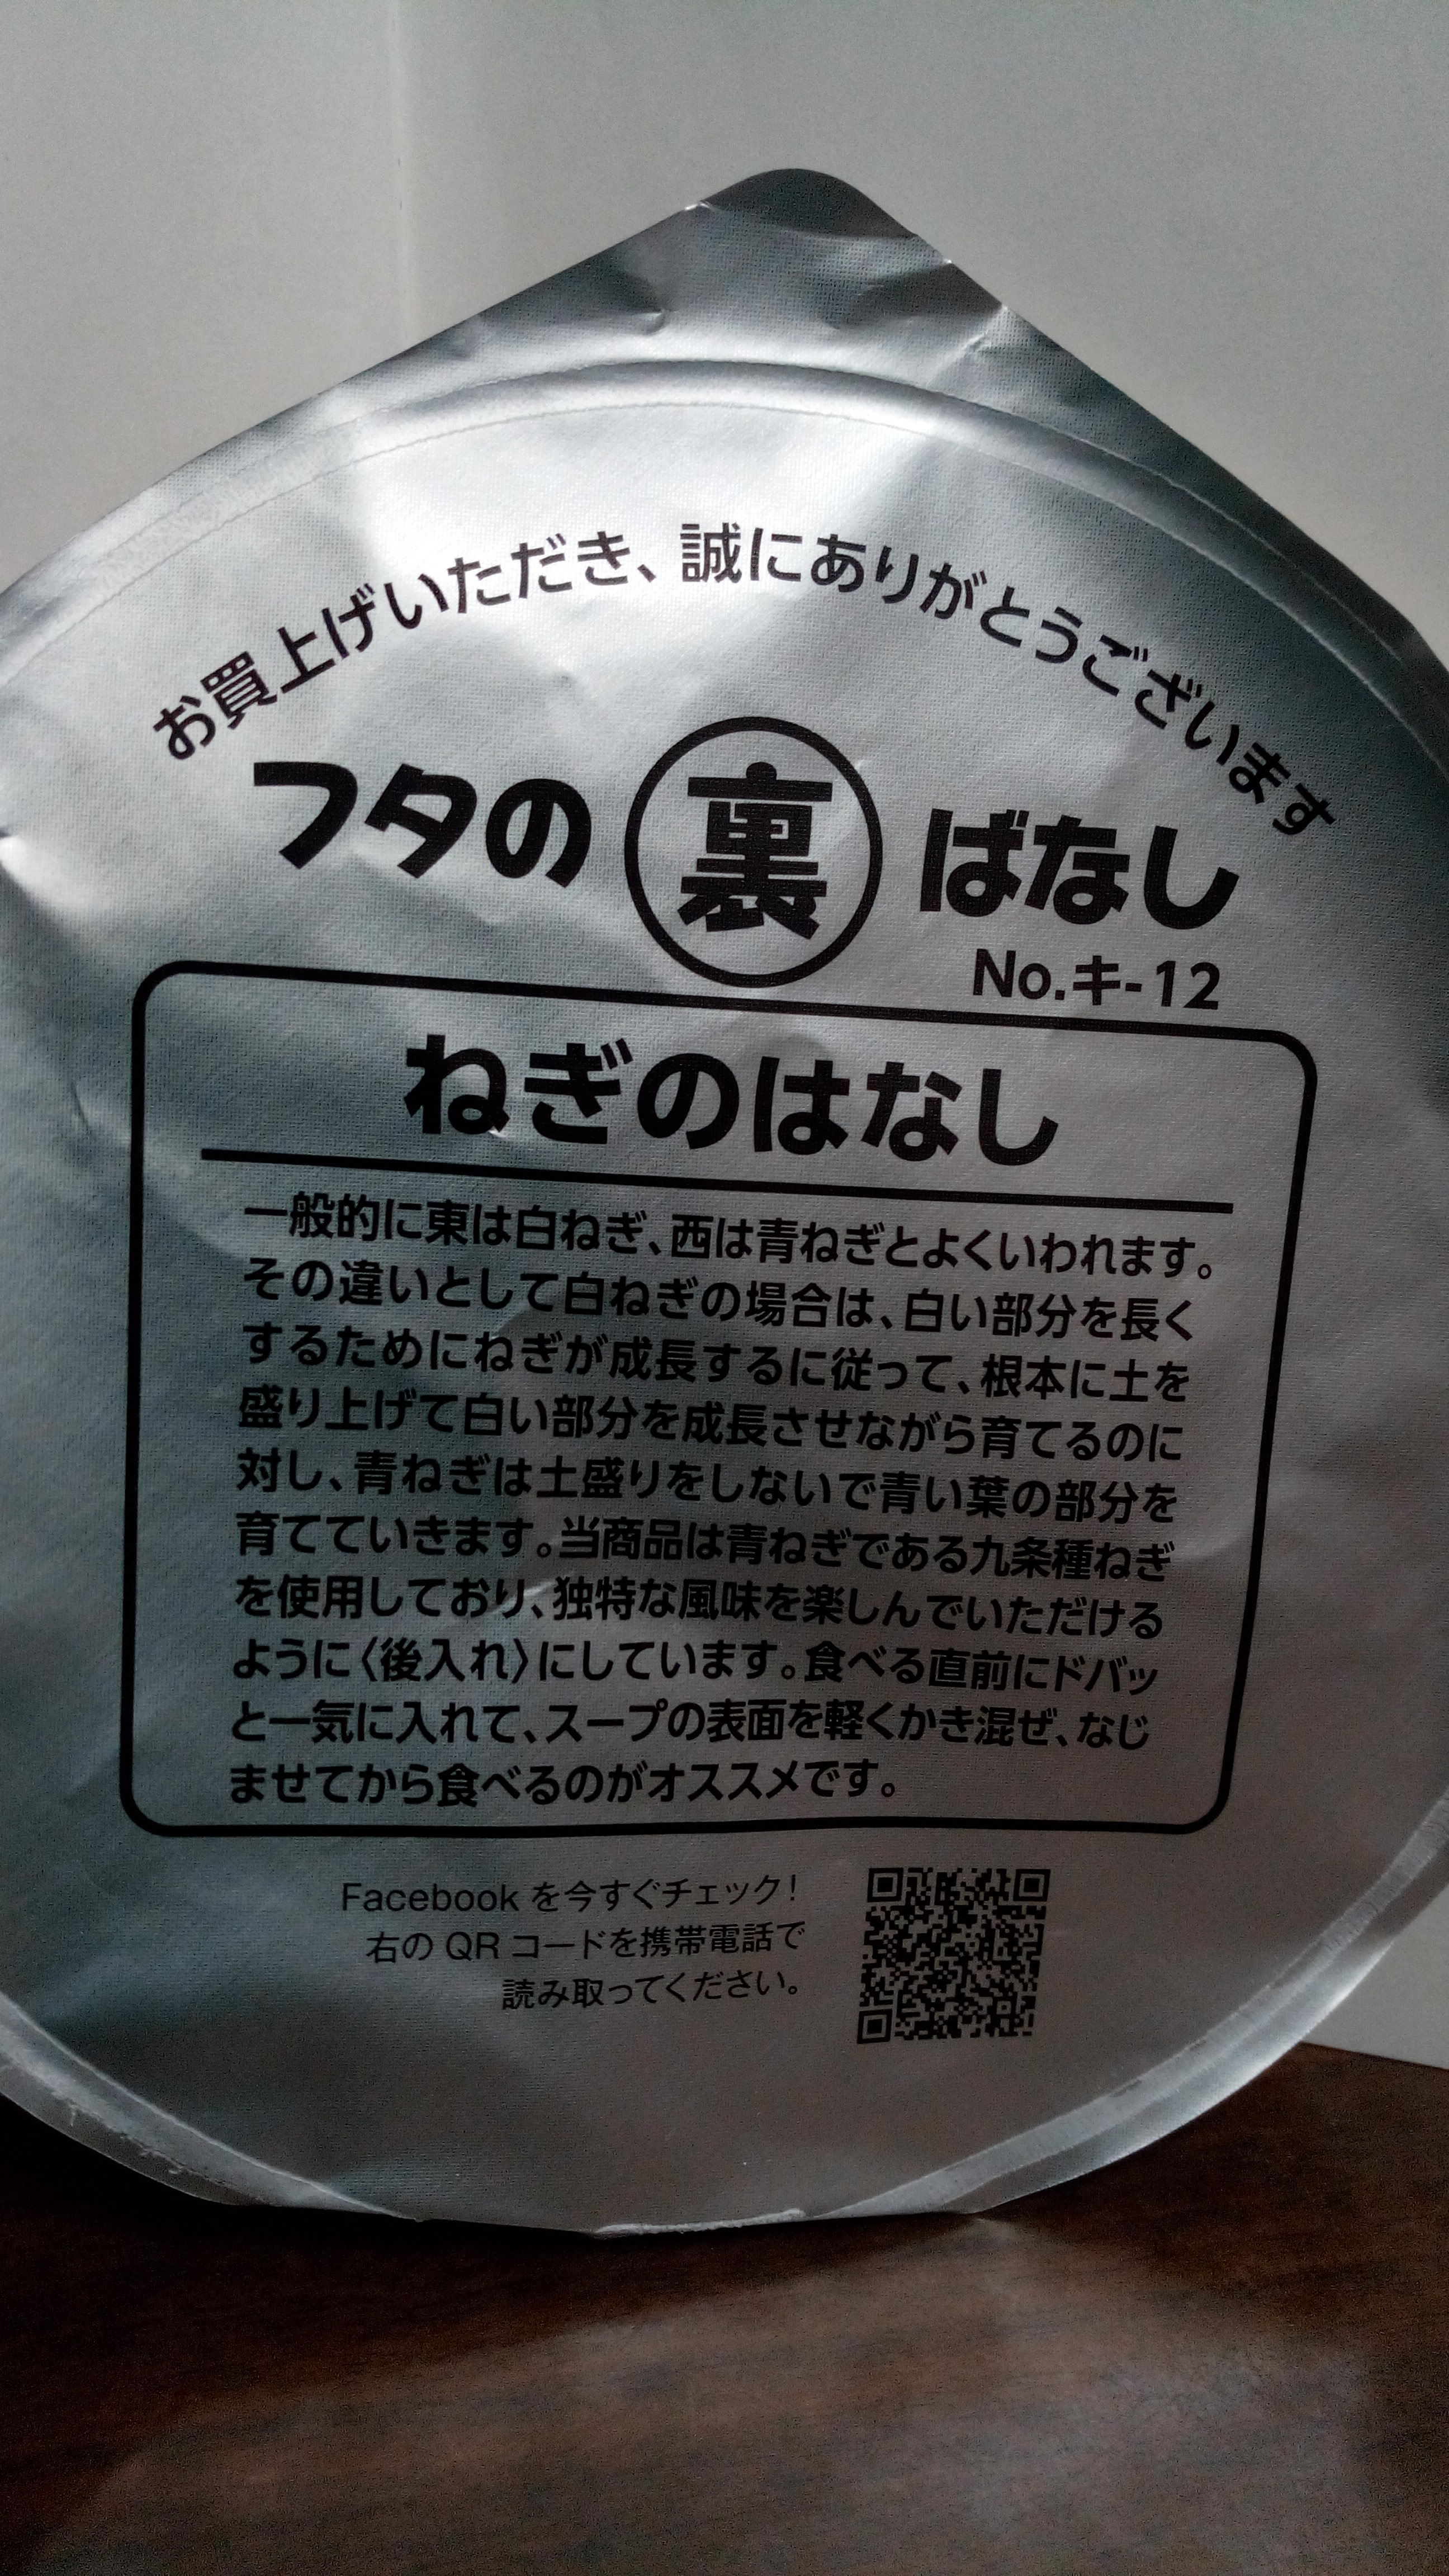 お買上げいただき、誠にありがとうございます
フタの裏ばなし
No.キ-12
ねぎのはなし
一般的に東は白ねぎ、西は青ねぎとよくいわれます。
その違いとして白ねぎの場合は、白い部分を長く
するためにねぎが成長するに従って、根本に土を
盛り上げて白い部分を成長させながら育てるのに
対し、青ねぎは土盛りをしないで青い葉の部分を
育てていきます。当商品は青ねぎである九条種ねぎ
を使用しており、独特な風味を楽しんでいただける
ように〈後入れ〉にしています。食べる直前にドバッ
と一気に入れて、スープの表面を軽くかき混ぜ、なじ
ませてから食べるのがオススメです。
Facebook を今すぐチェック!
右の QR コードを携帯電話で
読み取ってください。